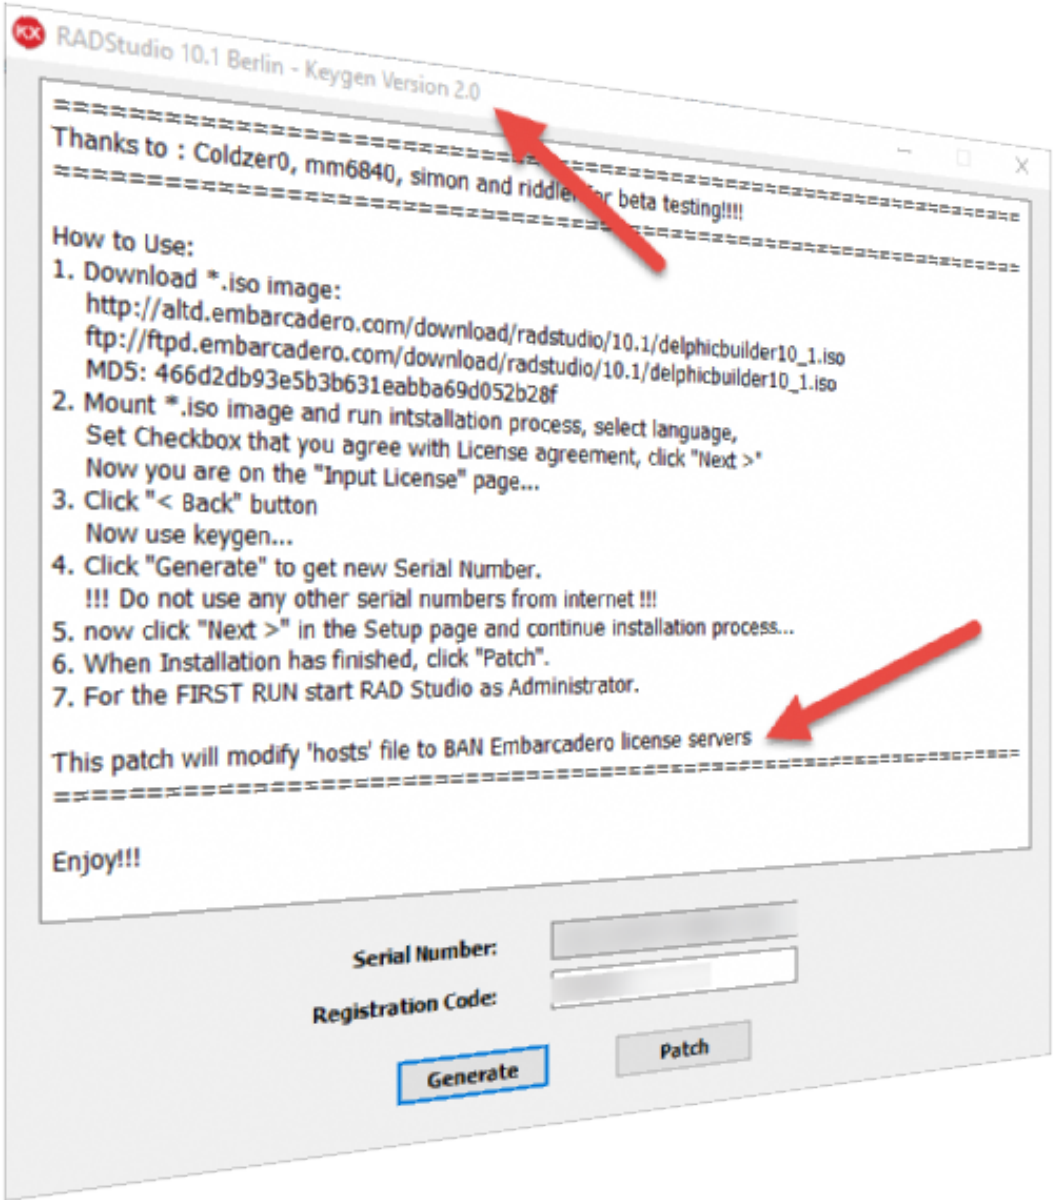 KX RADStudio 10.1 Berlin - Keygen Version 2.0
================================================================
Thanks to : Coldzer0, mm6840, simon and riddler beta testing!!!!
================================================================
How to Use:
1. Download *.iso image:
http://altd.embarcadero.com/download/radstudio/10.1/delphicbuilder10_1.iso
ftp://ftpd.embarcadero.com/download/radstudio/10.1/delphicbuilder10_1.iso
MD5: 466d2db93e5b3b631eabba69d052b28f
2. Mount *.iso image and run intstallation process, select language,
Set Checkbox that you agree with License agreement, click "Next >"
Now you are on the "Input License" page...
3. Click "< Back" button
Now use keygen...
4. Click "Generate" to get new Serial Number.
!!! Do not use any other serial numbers from internet !!!
5. now click "Next >" in the Setup page and continue installation process...
6. When Installation has finished, click "Patch".
7. For the FIRST RUN start RAD Studio as Administrator.
This patch will modify 'hosts' file to BAN Embarcadero license servers
================================================================
Enjoy!!!
Serial Number:
Registration Code:
Generate
Patch